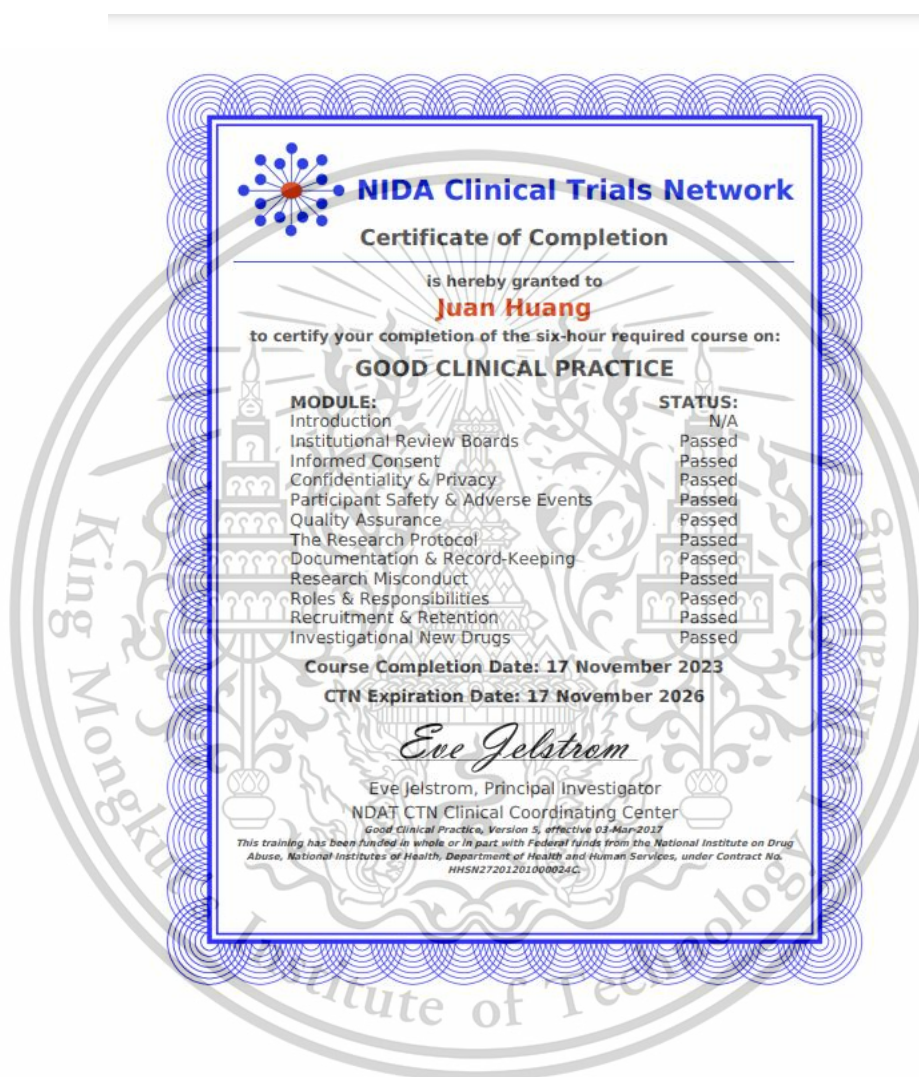 NIDA Clinical Trials Network
Certificate of Completion
is hereby granted to
Juan Huang
to certify your completion of the six-hour required course on:
GOOD CLINICAL PRACTICE
MODULE: STATUS:
Introduction N/A
Institutional Review Boards Passed
Informed Consent Passed
Confidentiality & Privacy Passed
Participant Safety & Adverse Events Passed
Quality Assurance Passed
The Research Protocol Passed
Documentation & Record-Keeping Passed
Research Misconduct Passed
Roles & Responsibilities Passed
Recruitment & Retention Passed
Investigational New Drugs Passed
Course Completion Date: 17 November 2023
CTN Expiration Date: 17 November 2026
Eve Jelstrom
Eve Jelstrom, Principal Investigator
NDAT CTN Clinical Coordinating Center
Good Clinical Practice, Version 5, effective 03-Mar-2017
This training has been funded in whole or in part with Federal funds from the National Institute on Drug
Abuse, National Institutes of Health, Department of Health and Human Services, under Contract No.
HHSN27201201000024C.
King Institute of Technology